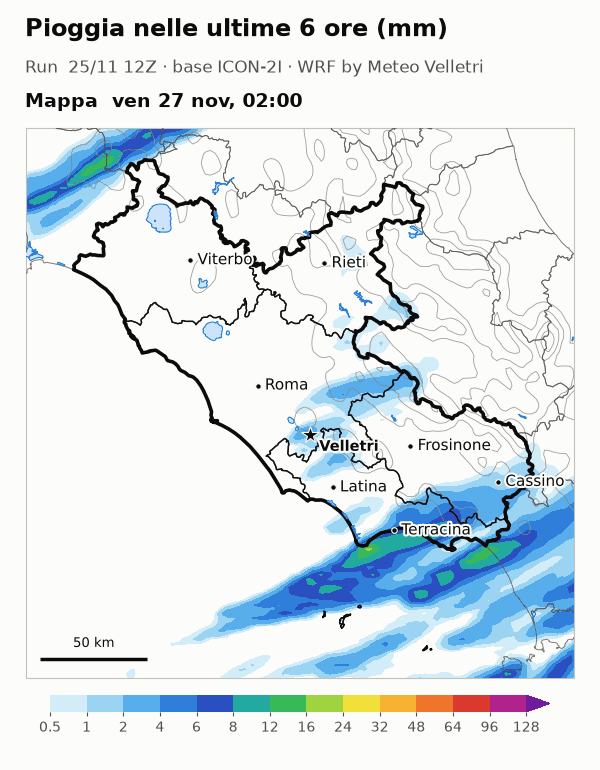 Pioggia nelle ultime 6 ore (mm)
Run  25/11 12Z · base ICON-2I · WRF by Meteo Velletri
Mappa  ven 27 nov, 02:00
Viterbo
Rieti
Roma
Velletri
Frosinone
Latina
Cassino
Terracina
50 km
0.5 1 2 4 6 8 12 16 24 32 48 64 96 128